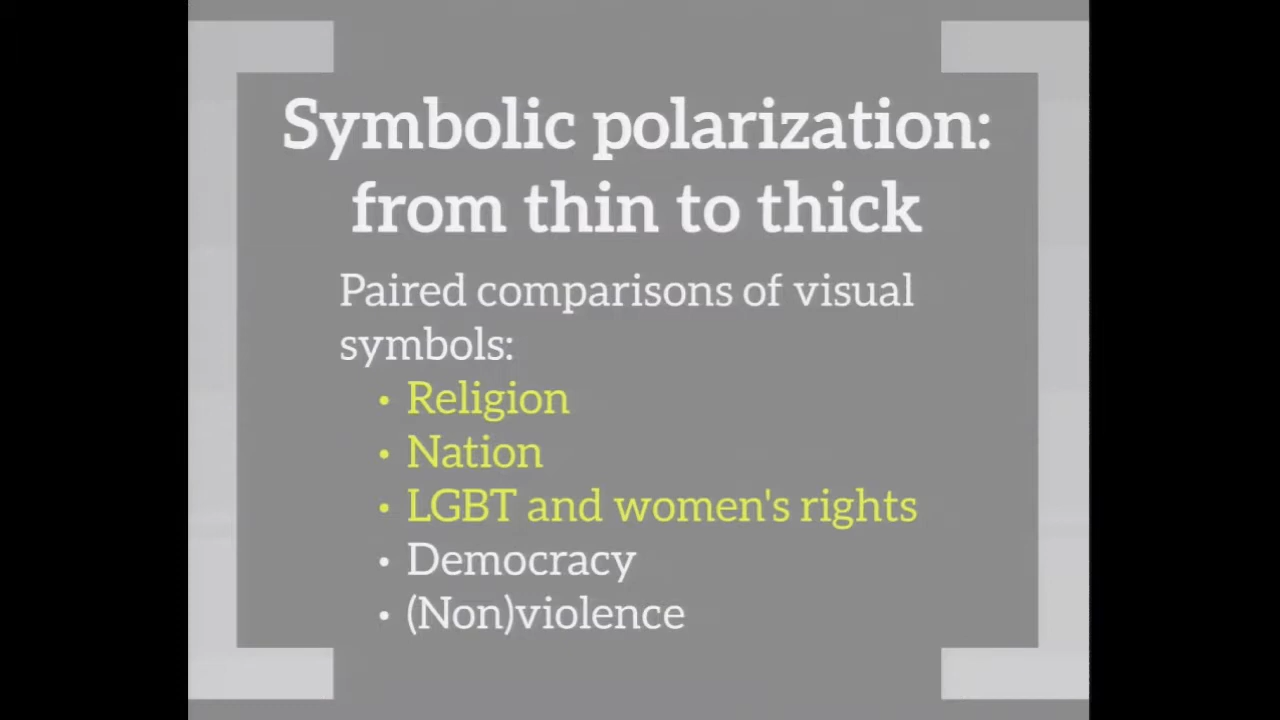 Symbolic polarization:
from thin to thick
Paired comparisons of visual
symbols:
• Religion
• Nation
• LGBT and women's rights
• Democracy
• (Non)violence